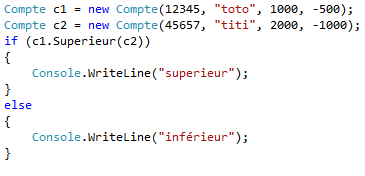 Compte c1 = new Compte(12345, "toto", 1000, -500);
Compte c2 = new Compte(45657, "titi", 2000, -1000);
if (c1.Superieur(c2))
{
    Console.WriteLine("superieur");
}
else
{
    Console.WriteLine("inférieur");
}